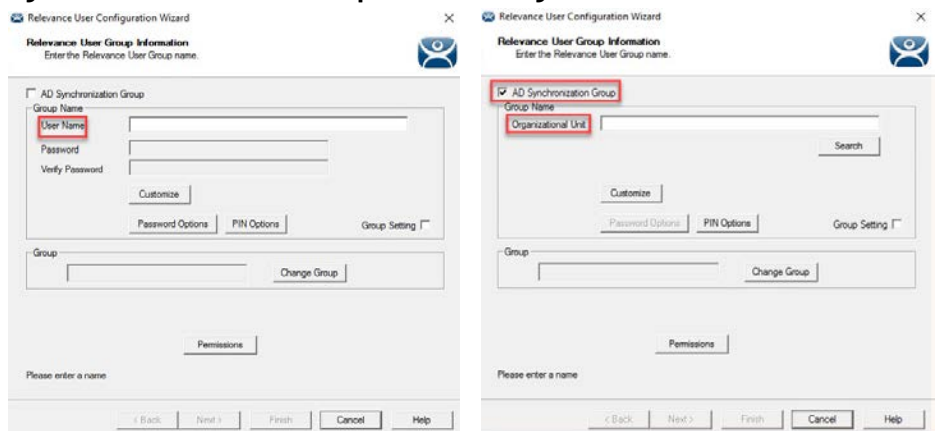 Relevance User Configuration Wizard
Relevance User Group Information
Enter the Relevance User Group name.
AD Synchronization Group
Group Name
User Name
Password
Verify Password
Customize
Password Options
PIN Options
Group Setting
Group
Change Group
Permissions
Please enter a name
< Back
Next >
Finish
Cancel
Help
Relevance User Configuration Wizard
Relevance User Group Information
Enter the Relevance User Group name.
AD Synchronization Group
Group Name
Organizational Unit
Search
Customize
Password Options
PIN Options
Group Setting
Group
Change Group
Permissions
Please enter a name
< Back
Next >
Finish
Cancel
Help